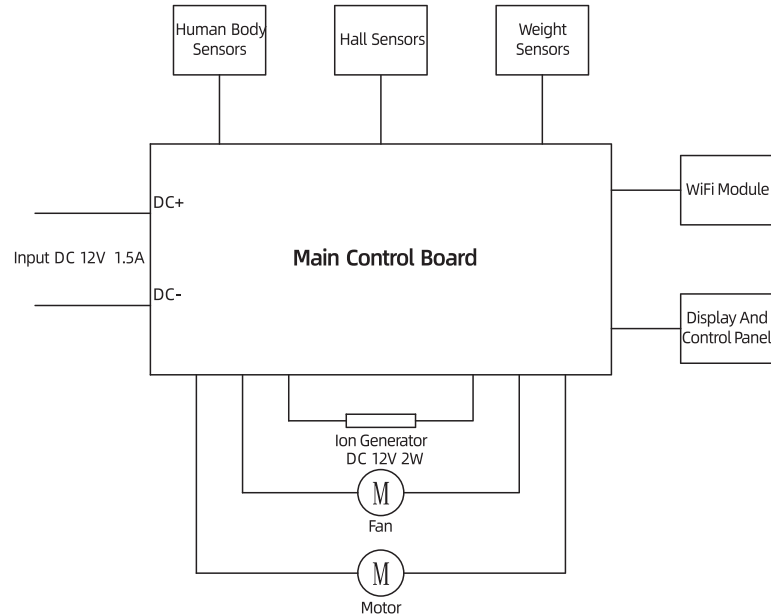 Human Body
Sensors
Hall Sensors
Weight
Sensors
DC+
WiFi Module
Input DC 12V 1.5A
Main Control Board
DC-
Display And
Control Panel
Ion Generator
DC 12V 2W
M
Fan
M
Motor